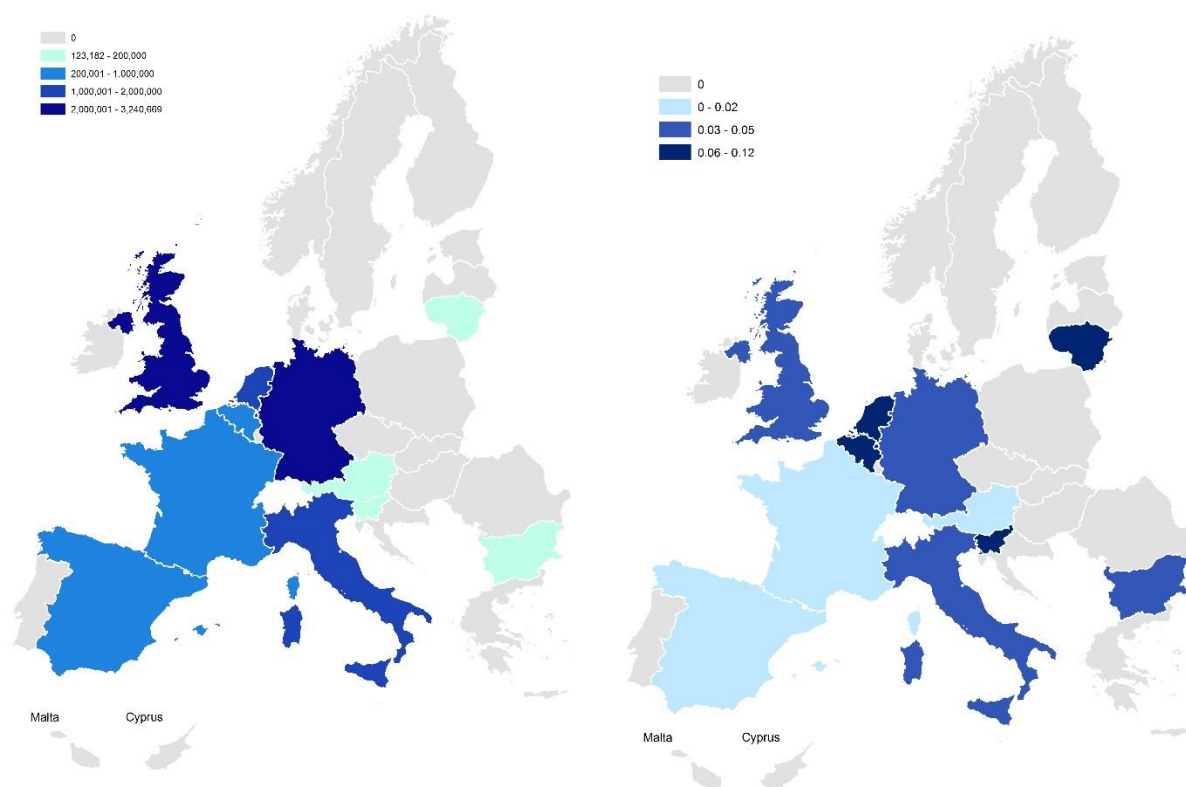 0
123,182 - 200,000
200,001 - 1.000,000
1,000,001 - 2,000,000
2,000,001 - 3,240,669
Malta Cyprus
0
0 - 0.02
0.03 - 0.05
0.06 - 0.12
Malta Cyprus